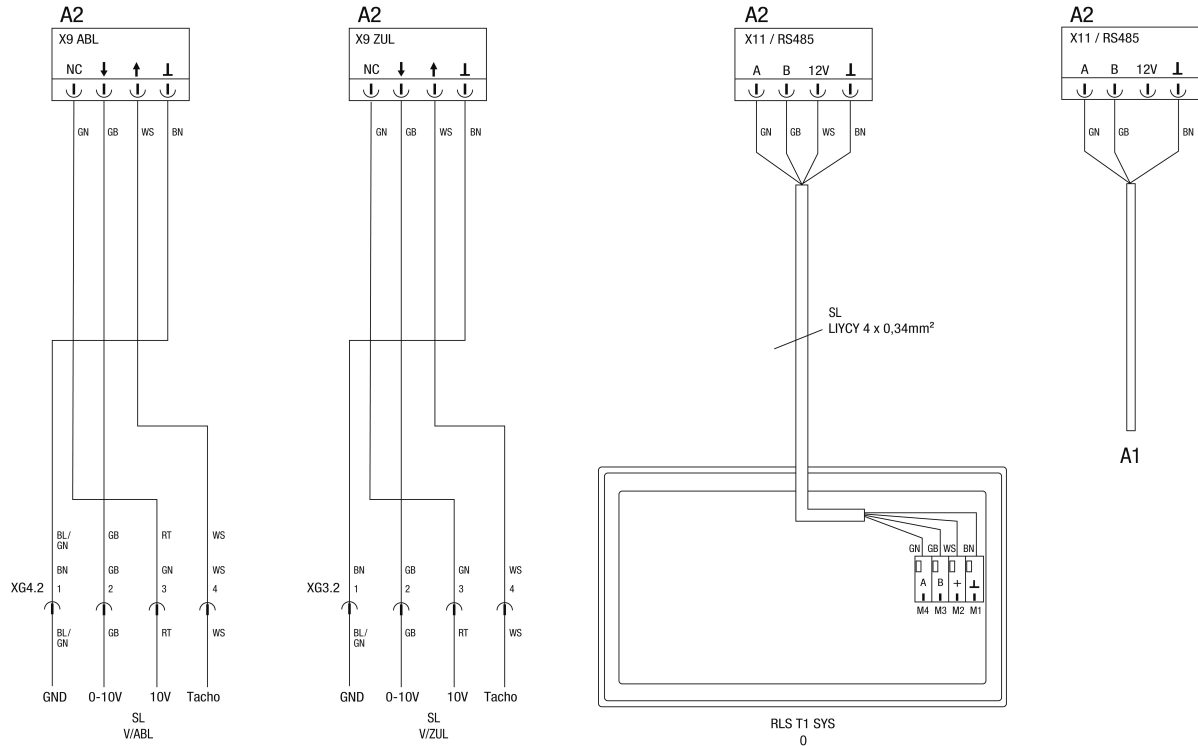 A2
X9 ABL
NC
GN
GB
WS
BN
BL/
GN
GB
RT
WS
BN
GB
GN
WS
XG4.2
1
2
3
4
BL/
GN
GB
RT
WS
GND
0-10V
10V
Tacho
SL
V/ABL
A2
X9 ZUL
NC
GN
GB
WS
BN
BN
GB
GN
WS
XG3.2
1
2
3
4
BL/
GN
GB
RT
WS
GND
0-10V
10V
Tacho
SL
V/ZUL
A2
X11 / RS485
A B 12V
GN
GB
WS
BN
SL
LIYCY 4 x 0,34mm²
GN GB WS BN
A B +
M4 M3 M2 M1
RLS T1 SYS
0
A2
X11 / RS485
A B 12V
GN
GB
BN
A1